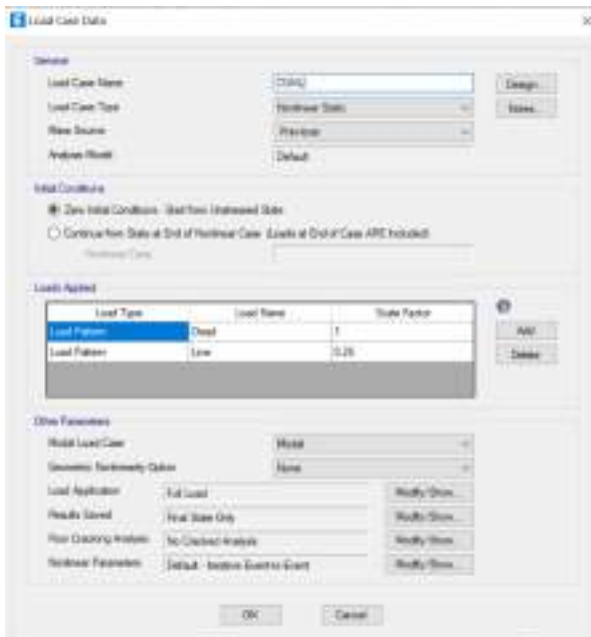 Load Case Data
General
Load Case Name
Design...
Load Case Type
Nonlinear Static
Notes...
Mass Source
Previous
Analysis Model
Default
Initial Conditions
Zero Initial Conditions - Start from Unstressed State
Continue from State at End of Nonlinear Case (Loads at End of Case ARE Included)
Nonlinear Case
Loads Applied
Load Type Load Name Scale Factor
Load Pattern Dead 1
Load Pattern Live 0.25
Add
Delete
Other Parameters
Modal Load Case
Modal
Geometric Nonlinearity Option
None
Load Application
Full Load
Modify/Show...
Results Saved
Final State Only
Modify/Show...
Floor Cracking Analysis
No Cracked Analysis
Modify/Show...
Nonlinear Parameters
Default - Iterative Event-to-Event
Modify/Show...
OK
Cancel